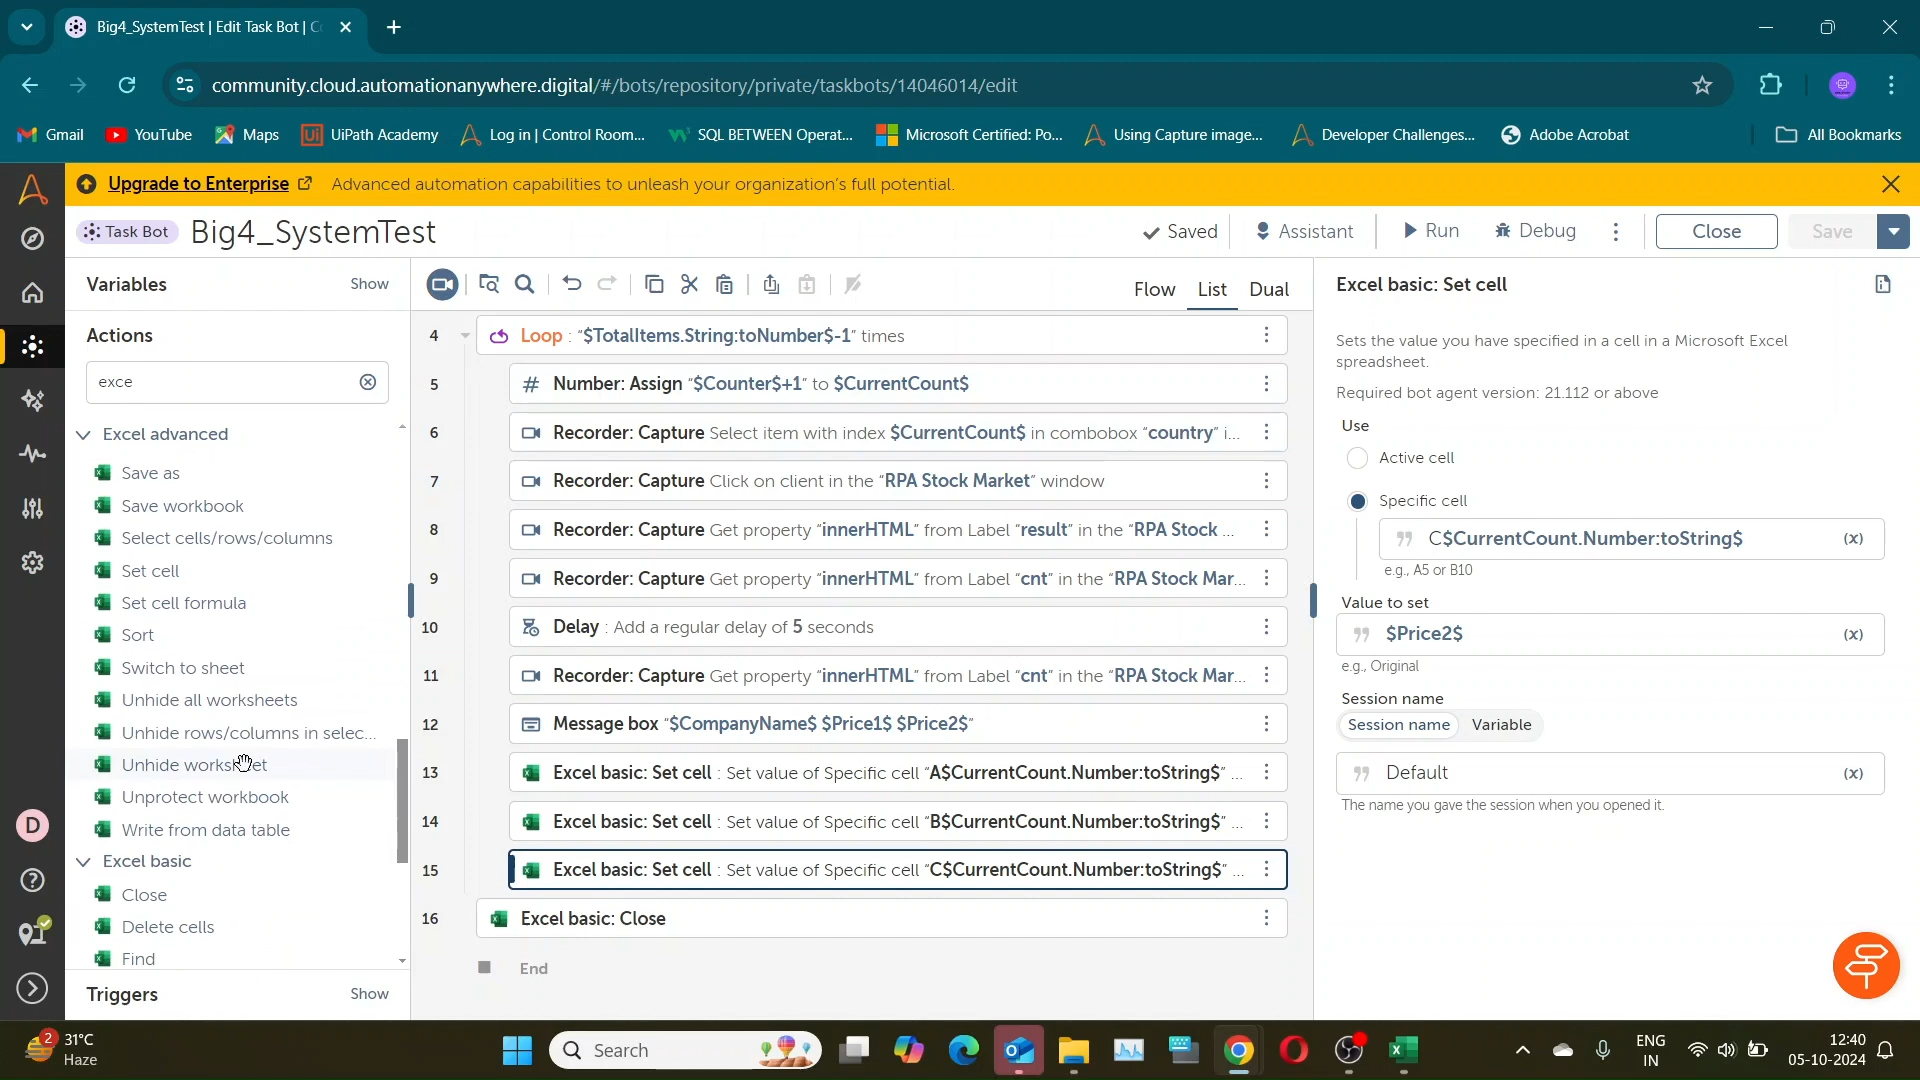 Big4_SystemTest | Edit Task Bot | Co
community.cloud.automationanywhere.digital/#/bots/repository/private/taskbots/14046014/edit
Gmail YouTube Maps UiPath Academy Log in | Control Room... SQL BETWEEN Operat... Microsoft Certified: Po... Using Capture image... Developer Challenges... Adobe Acrobat All Bookmarks
Upgrade to Enterprise Advanced automation capabilities to unleash your organization's full potential.
Task Bot Big4_SystemTest Saved Assistant Run Debug Close Save
Variables Show
Flow List Dual
Actions
exce
Excel advanced
Save as
Save workbook
Select cells/rows/columns
Set cell
Set cell formula
Sort
Switch to sheet
Unhide all worksheets
Unhide rows/columns in selec...
Unhide worksheet
Unprotect workbook
Write from data table
Excel basic
Close
Delete cells
Find
Triggers Show
4 Loop : "$TotalItems.String:toNumber$-1" times
5 # Number: Assign "$Counter$+1" to $CurrentCount$
6 Recorder: Capture Select item with index $CurrentCount$ in combobox "country" i...
7 Recorder: Capture Click on client in the "RPA Stock Market" window
8 Recorder: Capture Get property "innerHTML" from Label "result" in the "RPA Stock ...
9 Recorder: Capture Get property "innerHTML" from Label "cnt" in the "RPA Stock Mar...
10 Delay : Add a regular delay of 5 seconds
11 Recorder: Capture Get property "innerHTML" from Label "cnt" in the "RPA Stock Mar...
12 Message box "$CompanyName$ $Price1$ $Price2$"
13 Excel basic: Set cell : Set value of Specific cell "A$CurrentCount.Number:toString$" ...
14 Excel basic: Set cell : Set value of Specific cell "B$CurrentCount.Number:toString$" ...
15 Excel basic: Set cell : Set value of Specific cell "C$CurrentCount.Number:toString$" ...
16 Excel basic: Close
End
Excel basic: Set cell
Sets the value you have specified in a cell in a Microsoft Excel
spreadsheet.
Required bot agent version: 21.112 or above
Use
Active cell
Specific cell
C$CurrentCount.Number:toString$ (x)
e.g., A5 or B10
Value to set
$Price2$ (x)
e.g., Original
Session name
Session name Variable
Default (x)
The name you gave the session when you opened it.
D
2 31°C
Haze
Search
ENG
IN
12:40
05-10-2024